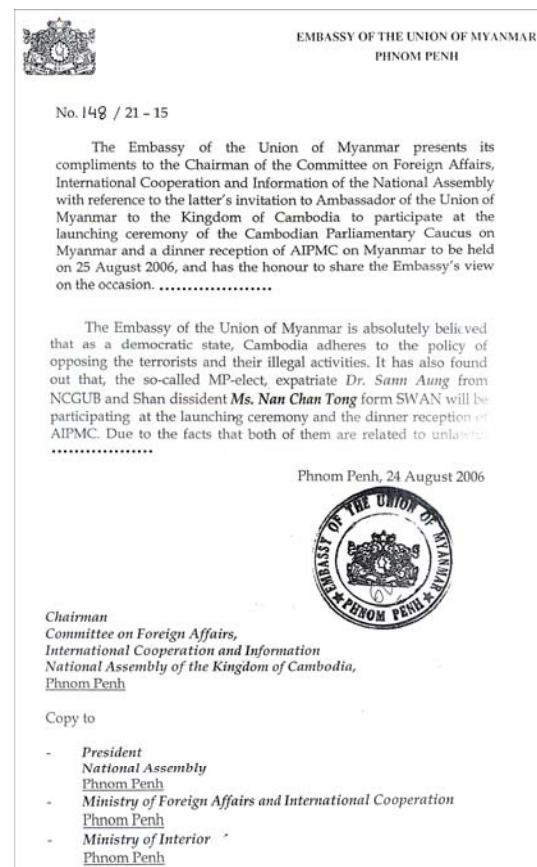 EMBASSY OF THE UNION OF MYANMAR
PHNOM PENH
No. 148 / 21 – 15
The Embassy of the Union of Myanmar presents its
compliments to the Chairman of the Committee on Foreign Affairs,
International Cooperation and Information of the National Assembly
with reference to the latter's invitation to Ambassador of the Union of
Myanmar to the Kingdom of Cambodia to participate at the
launching ceremony of the Cambodian Parliamentary Caucus on
Myanmar and a dinner reception of AIPMC on Myanmar to be held
on 25 August 2006, and has the honour to share the Embassy's view
on the occasion. ....................
The Embassy of the Union of Myanmar is absolutely believed
that as a democratic state, Cambodia adheres to the policy of
opposing the terrorists and their illegal activities. It has also found
out that, the so-called MP-elect, expatriate Dr. Sann Aung from
NCGUB and Shan dissident Ms. Nan Chan Tong form SWAN will be
participating at the launching ceremony and the dinner reception of
AIPMC. Due to the facts that both of them are related to unlawful
..................
Phnom Penh, 24 August 2006
EMBASSY OF THE UNION OF MYANMAR
★ PHNOM PENH ★
Chairman
Committee on Foreign Affairs,
International Cooperation and Information
National Assembly of the Kingdom of Cambodia,
Phnom Penh
Copy to
- President
National Assembly
Phnom Penh
- Ministry of Foreign Affairs and International Cooperation
Phnom Penh
- Ministry of Interior
Phnom Penh